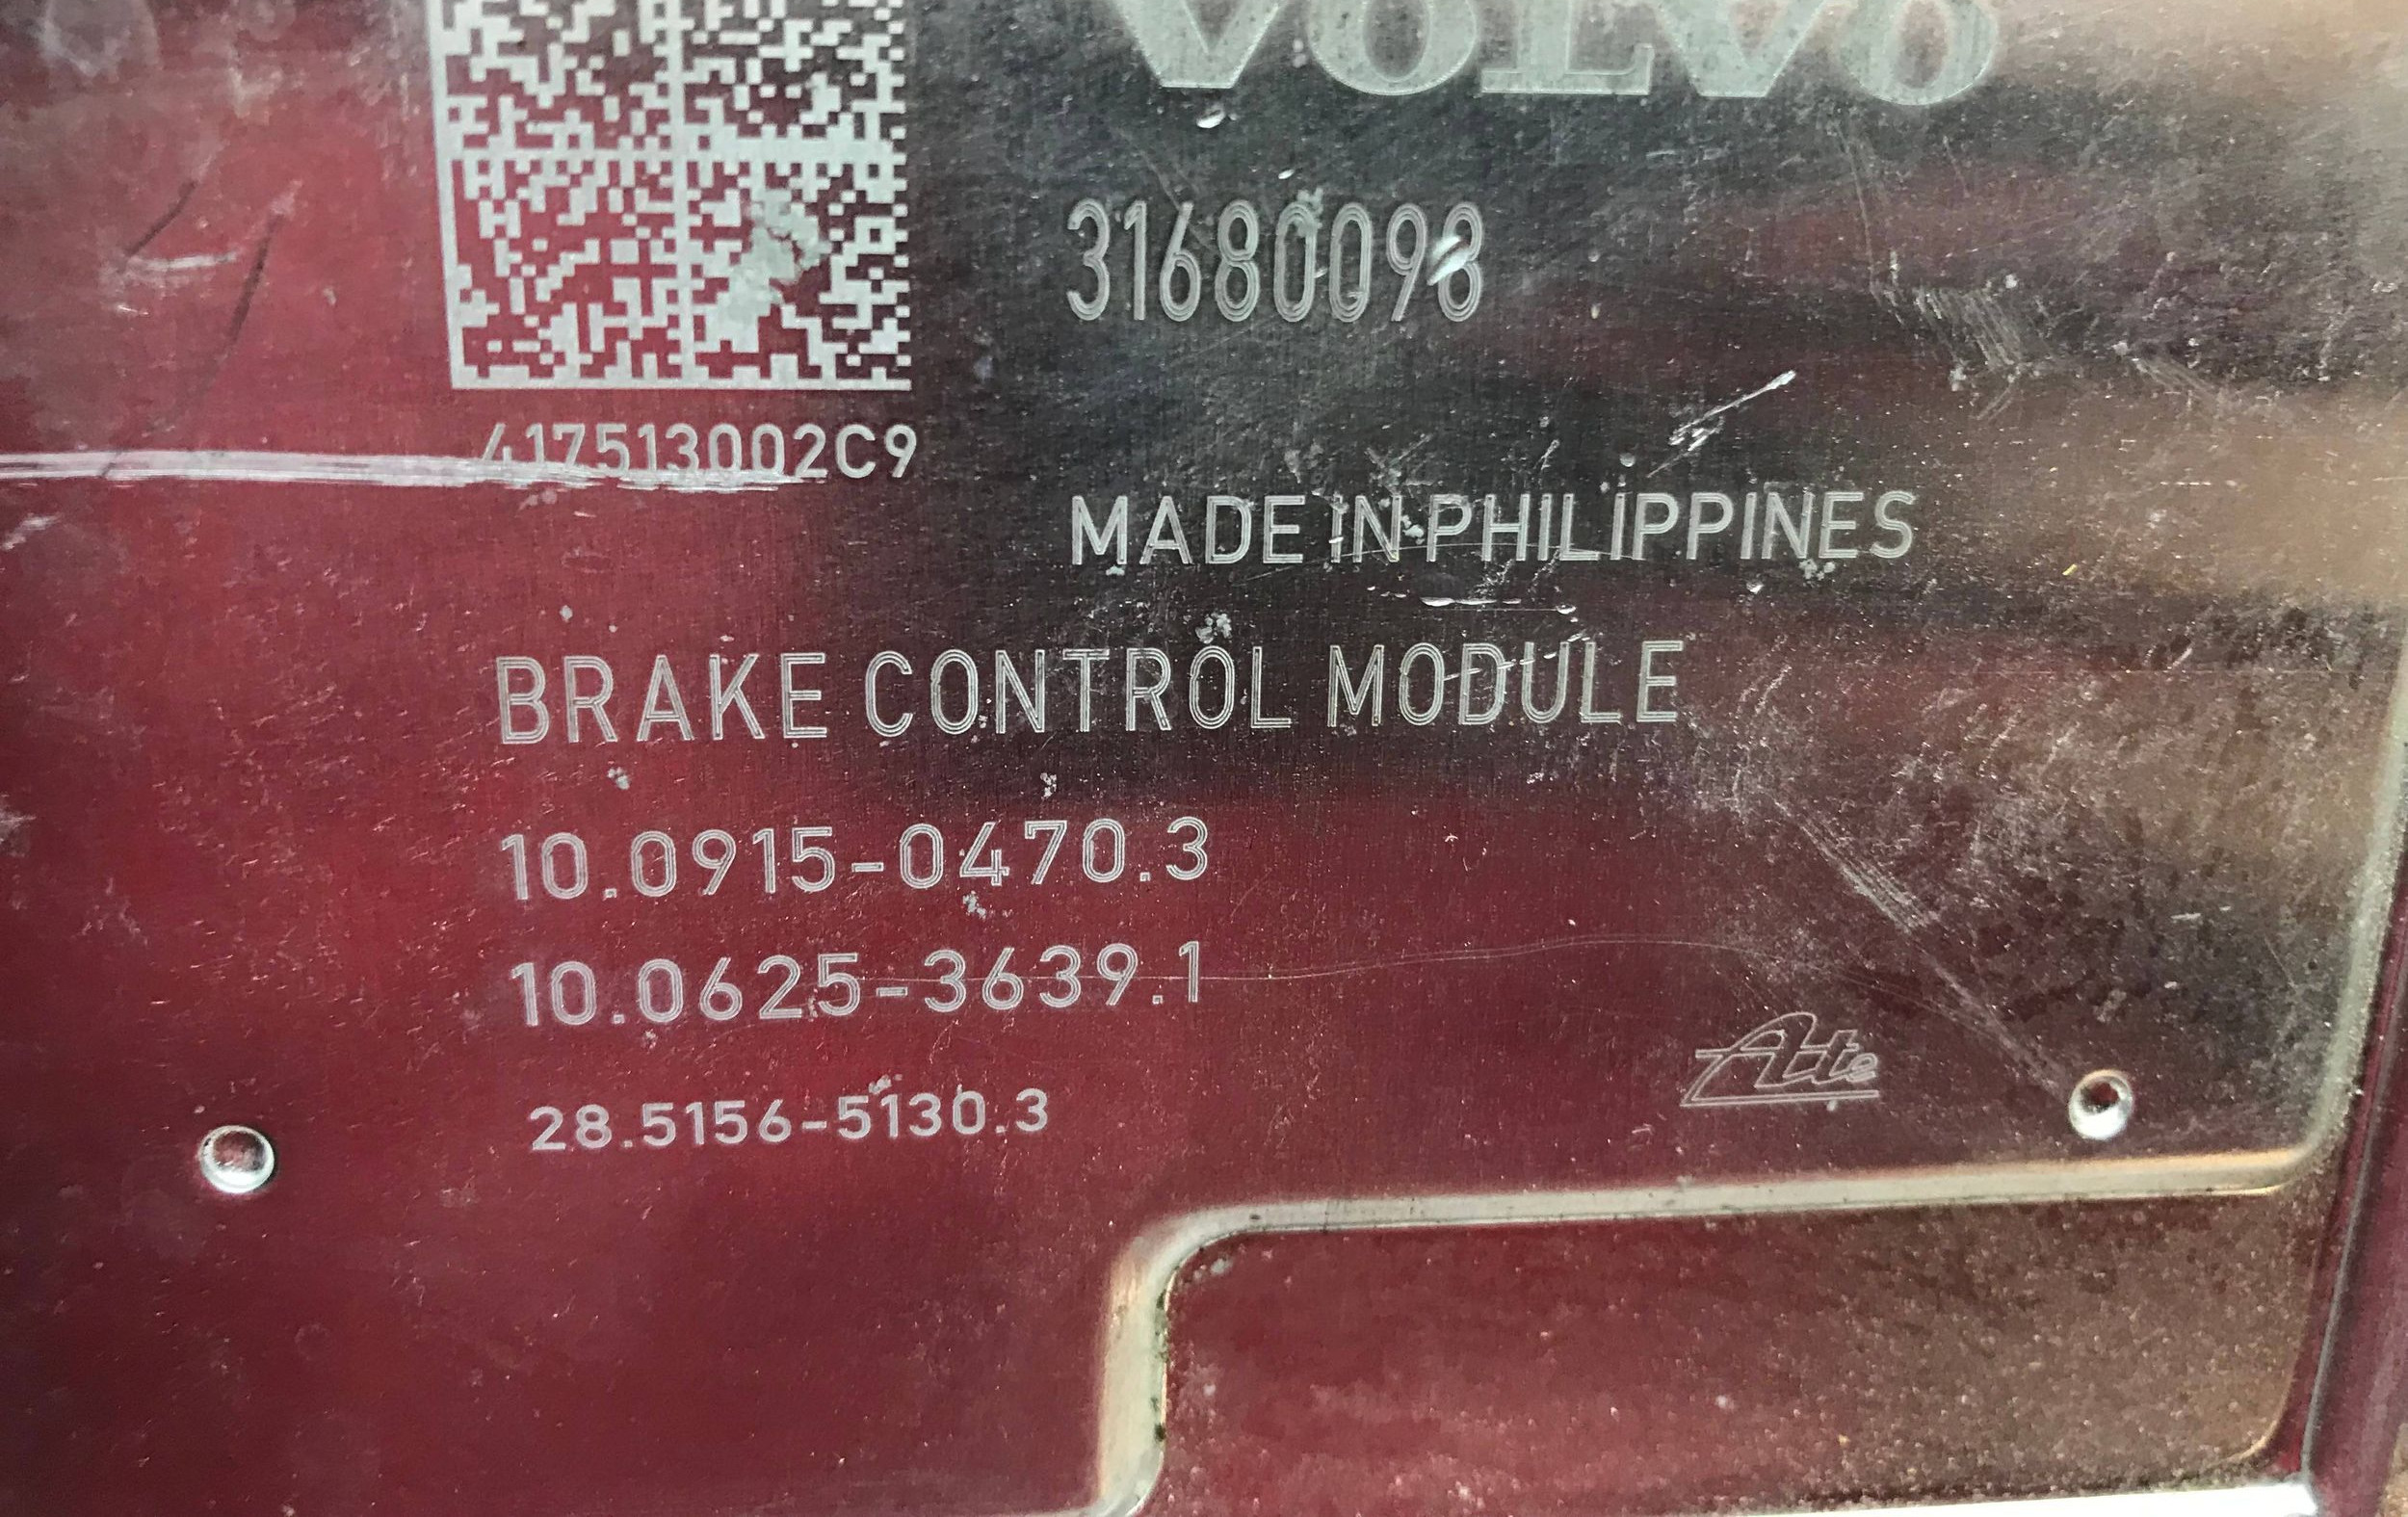 VOLVO
31680098
417513002C9
MADE IN PHILIPPINES
BRAKE CONTROL MODULE
10.0915-0470.3
10.0625-3639.1
28.5156-5130.3
Ate